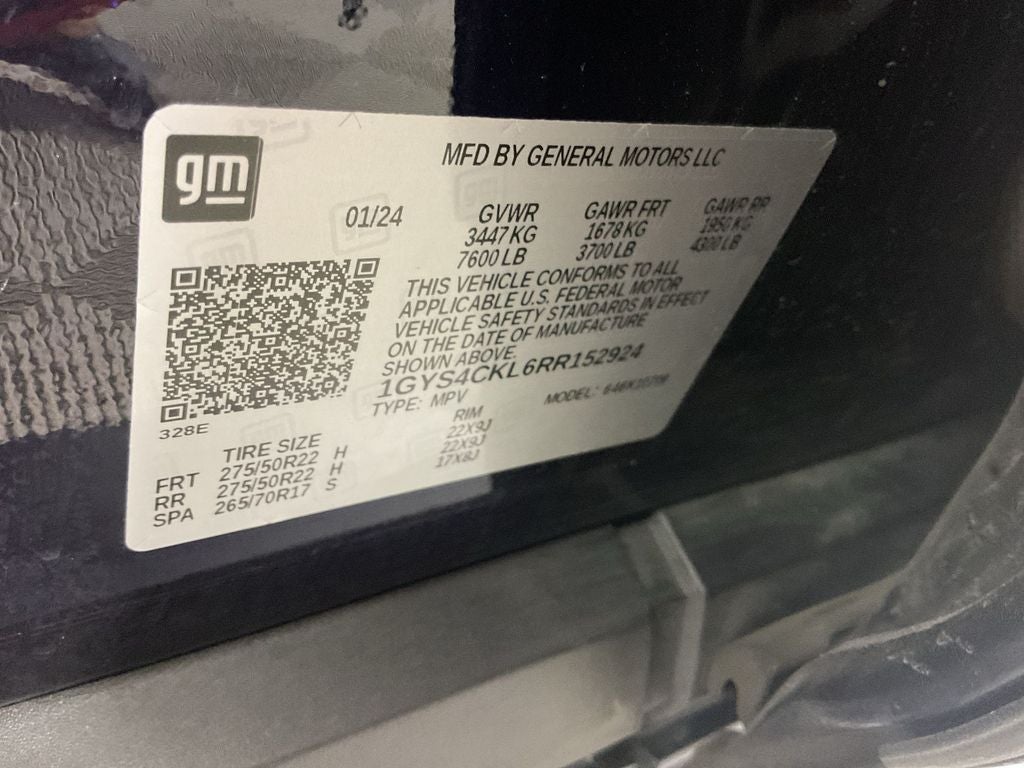 gm
MFD BY GENERAL MOTORS LLC
01/24 GVWR GAWR FRT GAWR RR
3447 KG 1678 KG 1950 KG
7600 LB 3700 LB 4300 LB
THIS VEHICLE CONFORMS TO ALL
APPLICABLE U.S. FEDERAL MOTOR
VEHICLE SAFETY STANDARDS IN EFFECT
ON THE DATE OF MANUFACTURE
SHOWN ABOVE.
1GYS4CKL6RR152924
TYPE: MPV MODEL:
328E
TIRE SIZE RIM
FRT 275/50R22 H 22X9J
RR 275/50R22 H 22X9J
SPA 265/70R17 S 17X8J